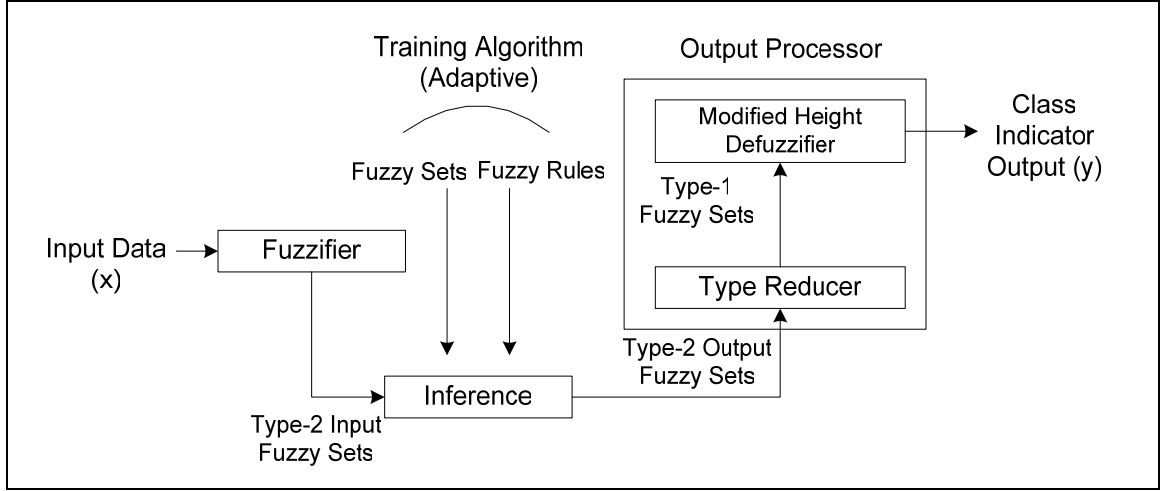 Training Algorithm
(Adaptive)
Output Processor
Modified Height
Defuzzifier
Class
Indicator
Output (y)
Fuzzy Sets
Fuzzy Rules
Type-1
Fuzzy Sets
Input Data
(x)
Fuzzifier
Type Reducer
Type-2 Output
Fuzzy Sets
Inference
Type-2 Input
Fuzzy Sets